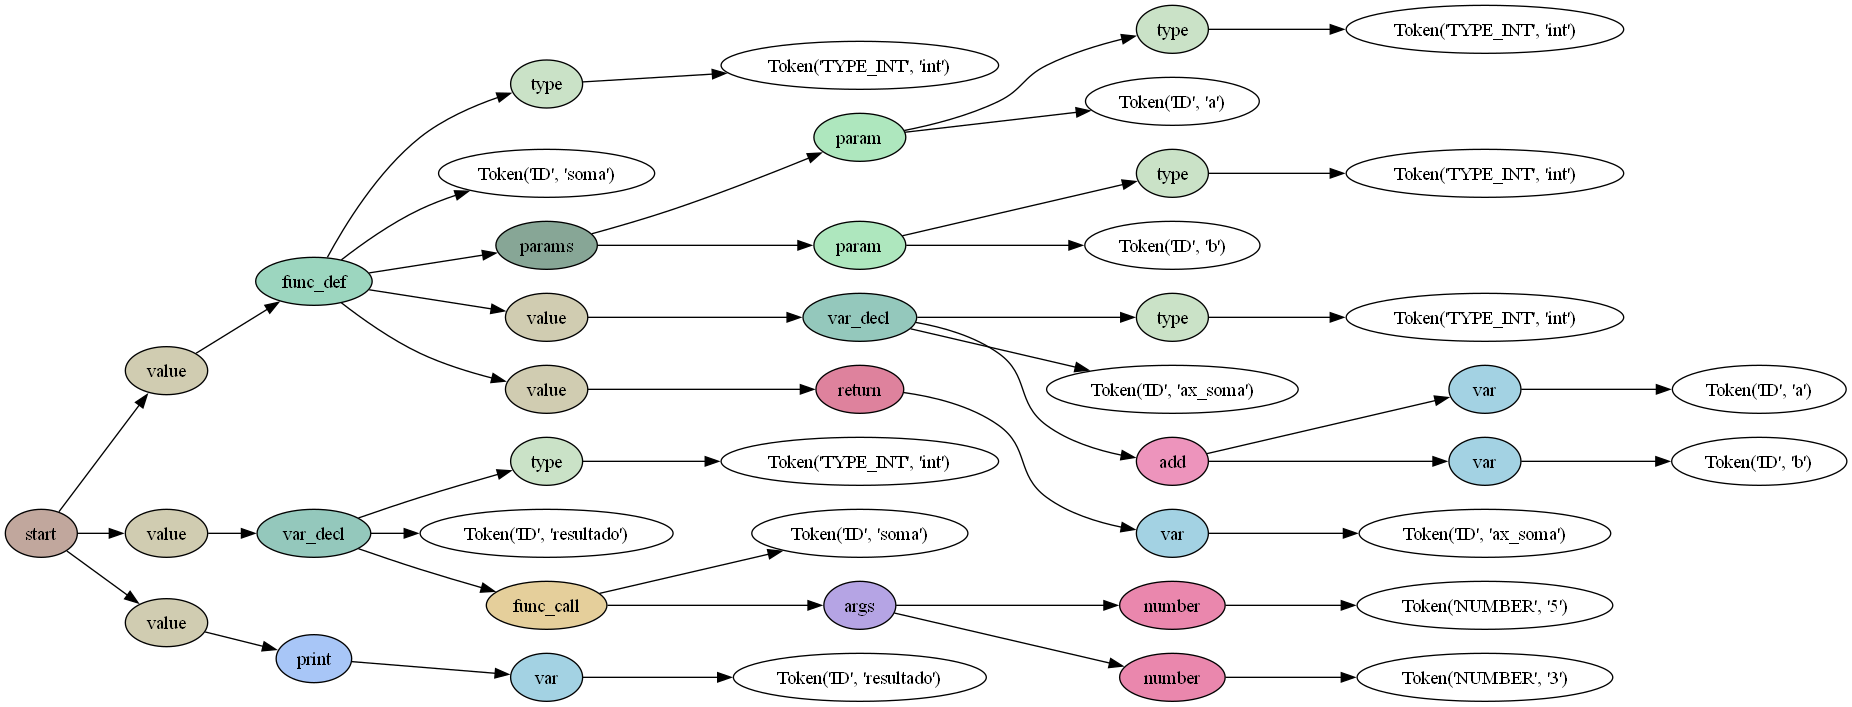 type
Token('TYPE_INT', 'int')
type
Token('TYPE_INT', 'int')
Token('ID', 'a')
param
Token('ID', 'soma')
type
Token('TYPE_INT', 'int')
params
param
Token('ID', 'b')
func_def
value
var_decl
type
Token('TYPE_INT', 'int')
value
value
return
Token('ID', 'ax_soma')
var
Token('ID', 'a')
type
Token('TYPE_INT', 'int')
add
var
Token('ID', 'b')
start
value
var_decl
Token('ID', 'resultado')
Token('ID', 'soma')
var
Token('ID', 'ax_soma')
func_call
args
number
Token('NUMBER', '5')
value
print
var
Token('ID', 'resultado')
number
Token('NUMBER', '3')